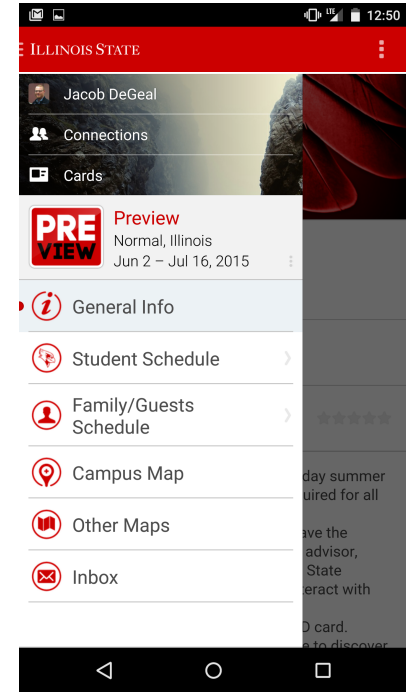 LTE 12:50
ILLINOIS STATE
Jacob DeGeal
Connections
Cards
PRE
VIEW
Preview
Normal, Illinois
Jun 2 – Jul 16, 2015
General Info
Student Schedule
Family/Guests
Schedule
Campus Map
Other Maps
Inbox
day summer
uired for all
ave the
advisor,
State
eract with
D card.
e to discover